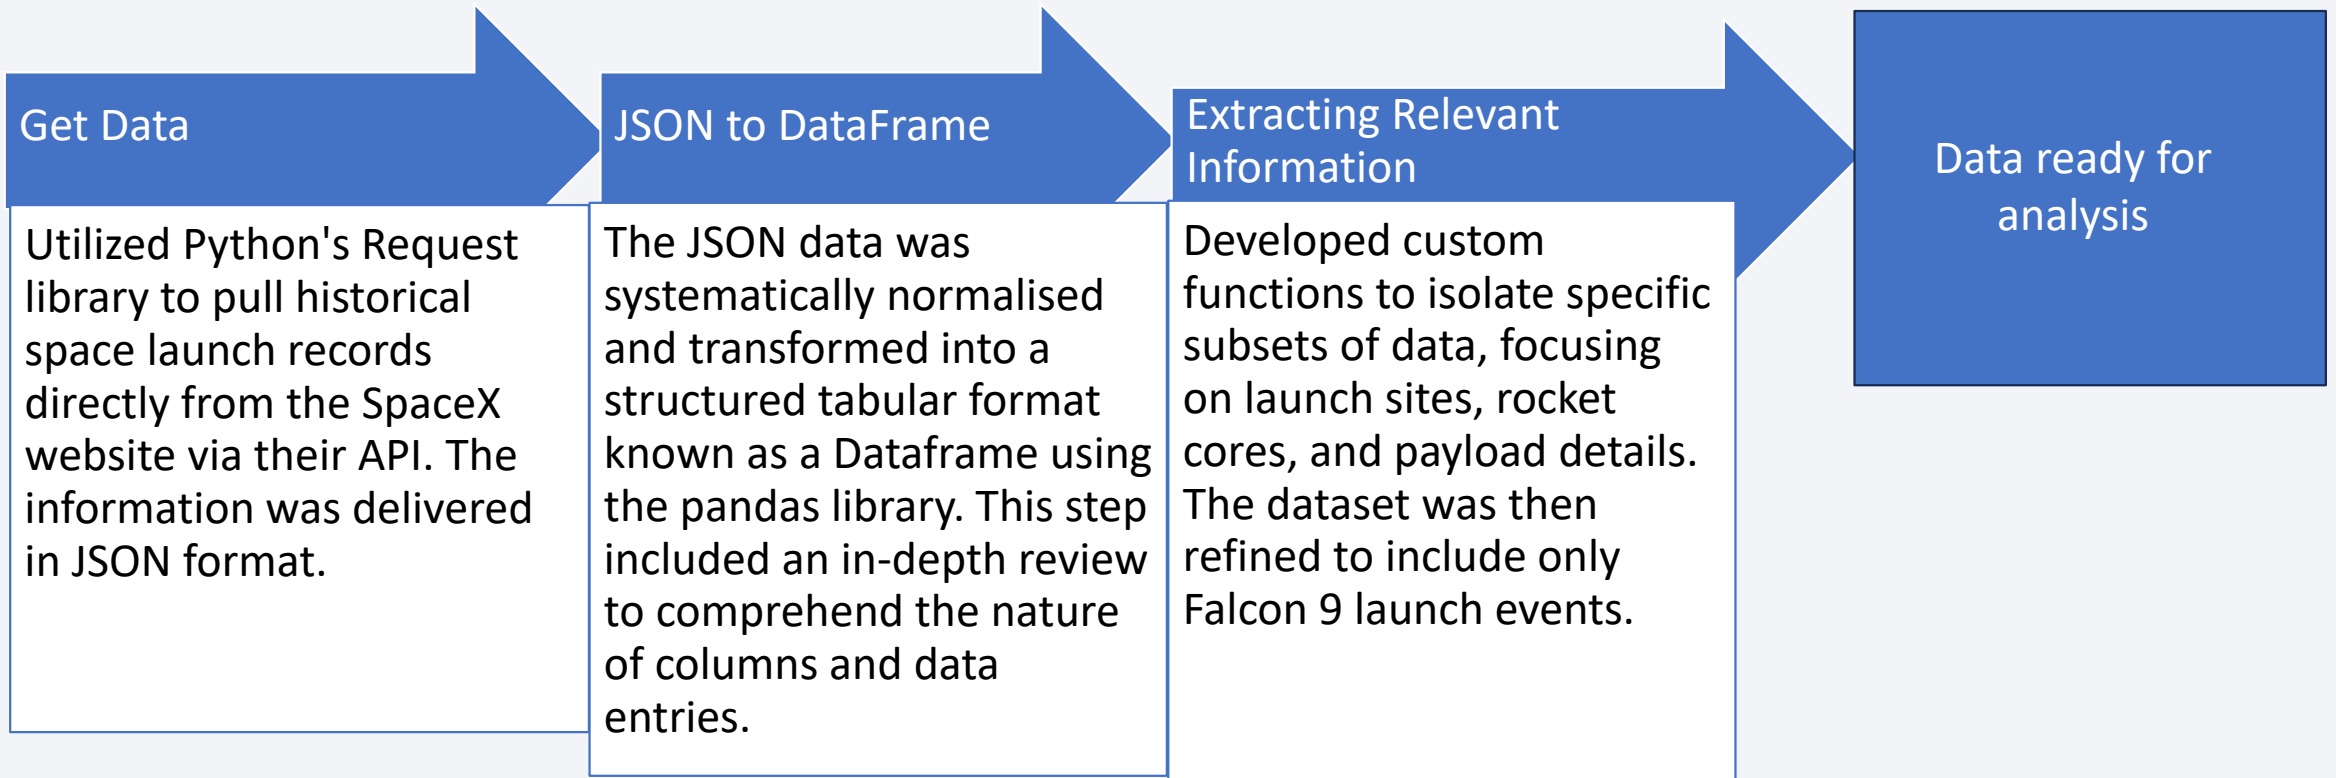 Get Data
Utilized Python's Request
library to pull historical
space launch records
directly from the SpaceX
website via their API. The
information was delivered
in JSON format.
JSON to DataFrame
The JSON data was
systematically normalised
and transformed into a
structured tabular format
known as a Dataframe using
the pandas library. This step
included an in-depth review
to comprehend the nature
of columns and data
entries.
Extracting Relevant
Information
Developed custom
functions to isolate specific
subsets of data, focusing
on launch sites, rocket
cores, and payload details.
The dataset was then
refined to include only
Falcon 9 launch events.
Data ready for
analysis